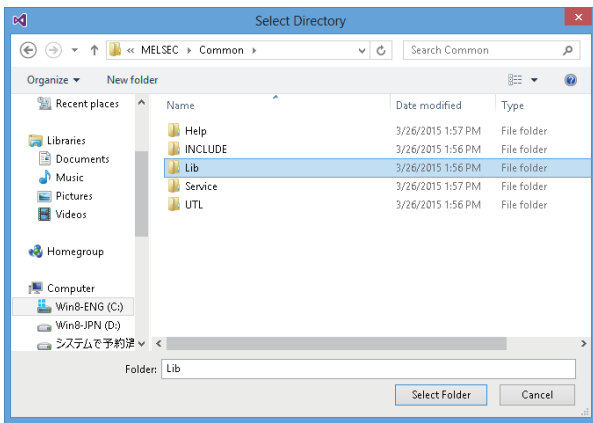 Select Directory
« MELSEC Common
Search Common
Organize
New folder
Recent places
Libraries
Documents
Music
Pictures
Videos
Homegroup
Computer
Win8-ENG (C:)
Win8-JPN (D:)
システムで予約済
Name Date modified Type
Help 3/26/2015 1:57 PM File folder
INCLUDE 3/26/2015 1:56 PM File folder
Lib 3/26/2015 1:56 PM File folder
Service 3/26/2015 1:57 PM File folder
UTL 3/26/2015 1:56 PM File folder
Folder: Lib
Select Folder Cancel